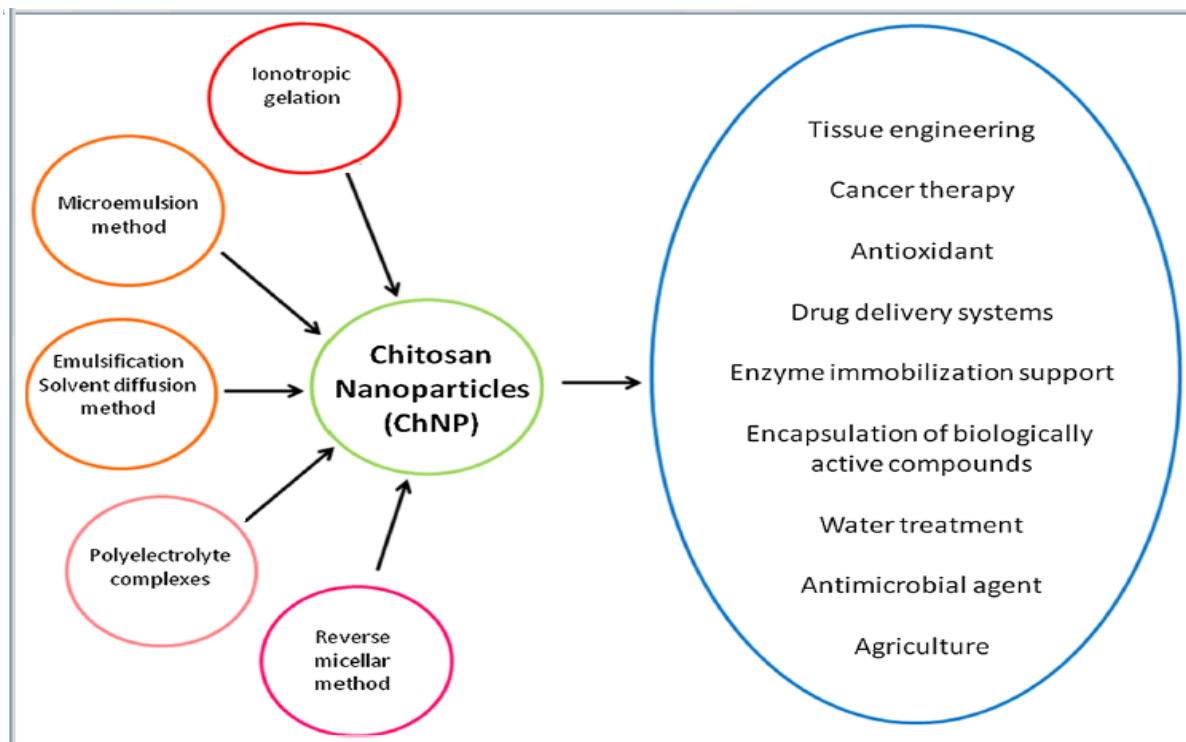 Ionotropic
gelation
Microemulsion
method
Emulsification
Solvent diffusion
method
Polyelectrolyte
complexes
Reverse
micellar
method
Chitosan
Nanoparticles
(ChNP)
Tissue engineering
Cancer therapy
Antioxidant
Drug delivery systems
Enzyme immobilization support
Encapsulation of biologically
active compounds
Water treatment
Antimicrobial agent
Agriculture